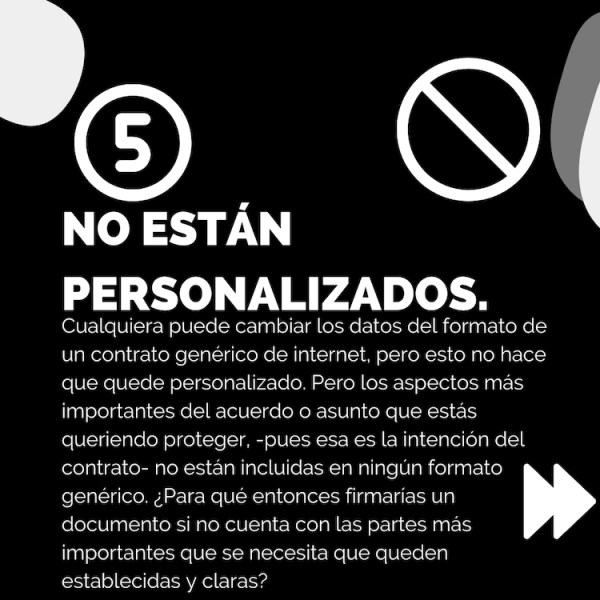 5
NO ESTÁN
PERSONALIZADOS.
Cualquiera puede cambiar los datos del formato de
un contrato genérico de internet, pero esto no hace
que quede personalizado. Pero los aspectos más
importantes del acuerdo o asunto que estás
queriendo proteger, -pues esa es la intención del
contrato- no están incluidas en ningún formato
genérico. ¿Para qué entonces firmarías un
documento si no cuenta con las partes más
importantes que se necesita que queden
establecidas y claras?